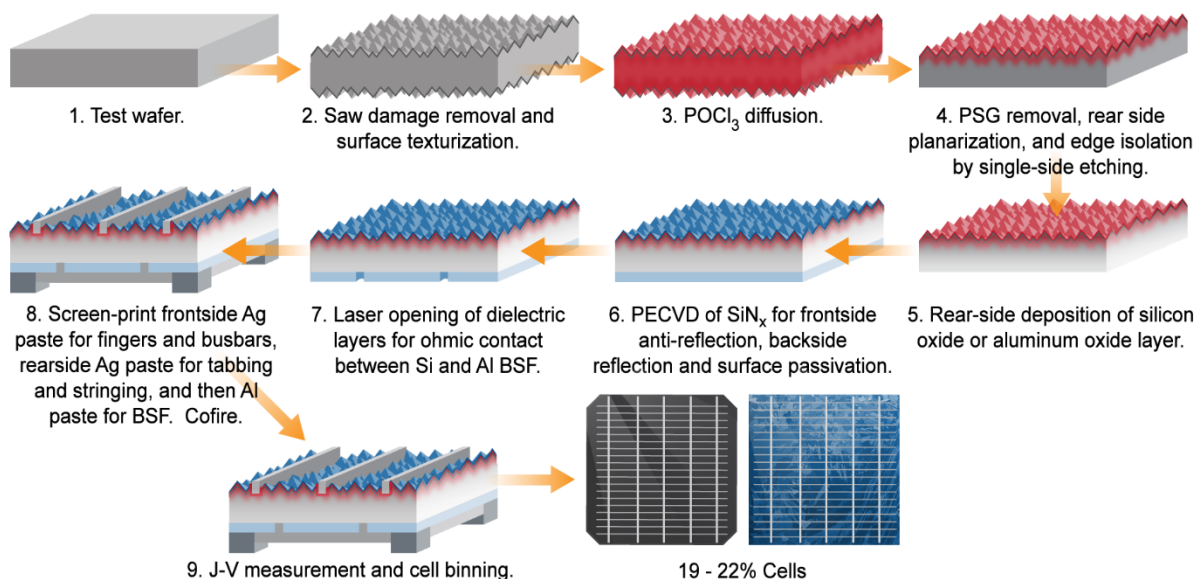 1. Test wafer.
2. Saw damage removal and
surface texturization.
3. POCl₃ diffusion.
4. PSG removal, rear side
planarization, and edge isolation
by single-side etching.
5. Rear-side deposition of silicon
oxide or aluminum oxide layer.
6. PECVD of SiNₓ for frontside
anti-reflection, backside
reflection and surface passivation.
7. Laser opening of dielectric
layers for ohmic contact
between Si and Al BSF.
8. Screen-print frontside Ag
paste for fingers and busbars,
rearside Ag paste for tabbing
and stringing, and then Al
paste for BSF. Cofire.
9. J-V measurement and cell binning.
19 - 22% Cells